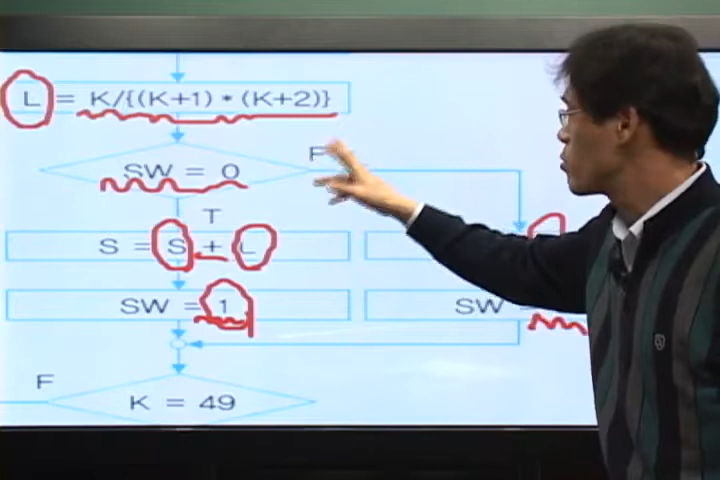 L = K/{(K+1) * (K+2)}
SW = 0
F
T
S = S + L
SW = 1
SW
F
K = 49